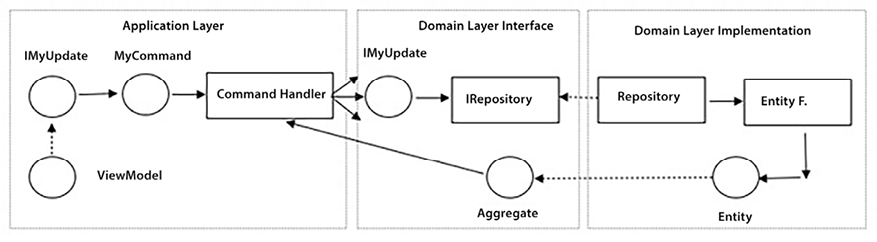 Application Layer
Domain Layer Interface
Domain Layer Implementation
IMyUpdate
MyCommand
IMyUpdate
Command Handler
IRepository
Repository
Entity F.
ViewModel
Aggregate
Entity